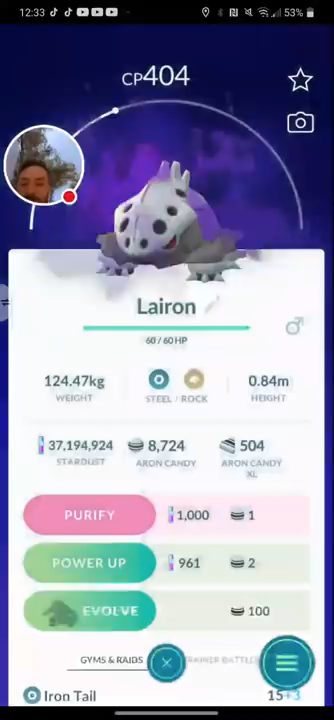 12:33
53%
CP404
Lairon
60 / 60 HP
124.47kg
WEIGHT
STEEL / ROCK
0.84m
HEIGHT
37,194,924
STARDUST
8,724
ARON CANDY
504
ARON CANDY
XL
PURIFY 1,000 1
POWER UP 961 2
EVOLVE 100
GYMS & RAIDS TRAINER BATTLES
Iron Tail 15+3